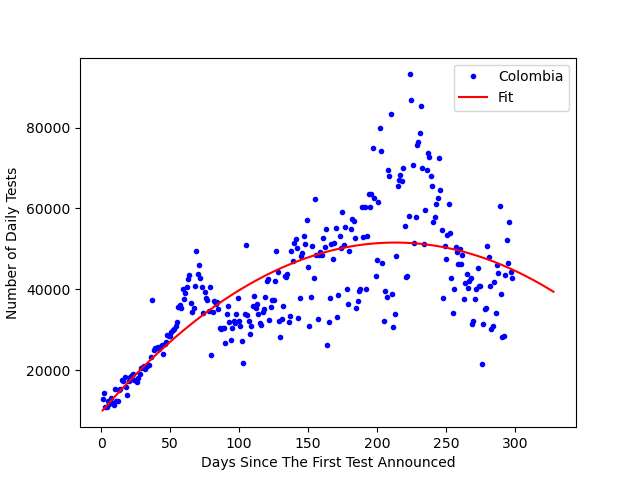 Colombia
Fit
Number of Daily Tests
80000
60000
40000
20000
0 50 100 150 200 250 300
Days Since The First Test Announced